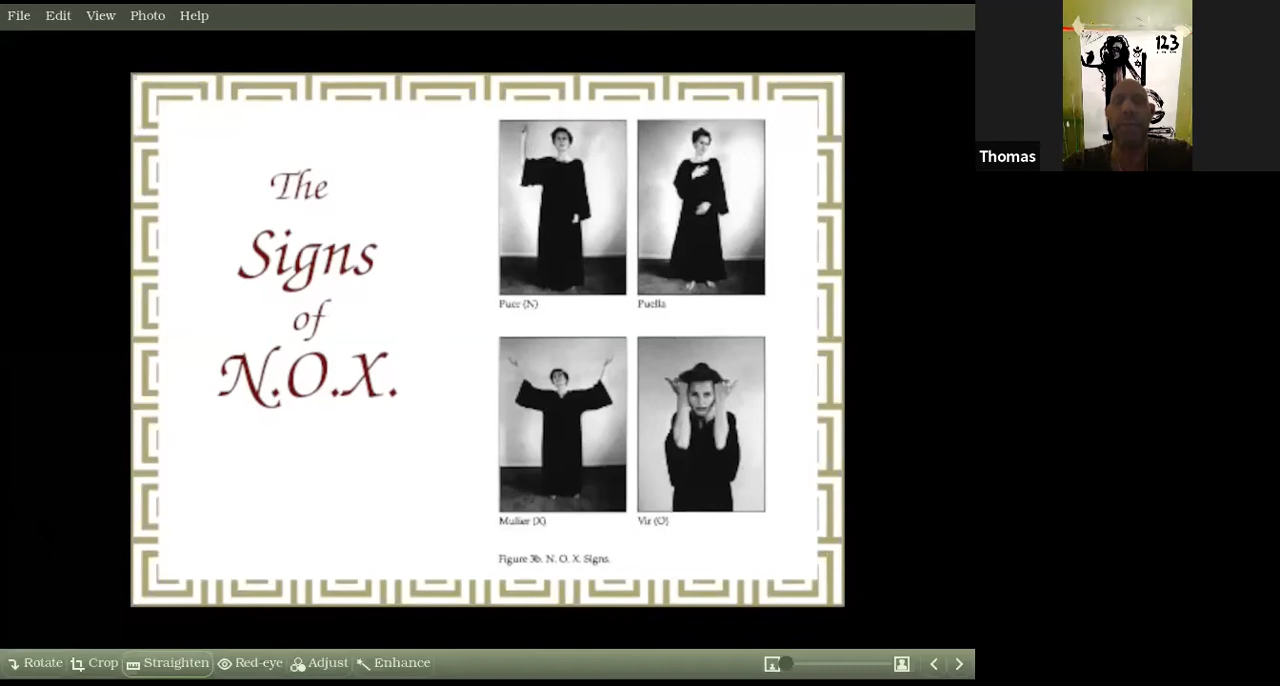 File Edit View Photo Help
123
Thomas
The
Signs
of
N.O.X.
Puer (N)
Puella
Mulier (X)
Vir (O)
Figure 3b. N. O. X. Signs.
Rotate Crop Straighten Red-eye Adjust Enhance